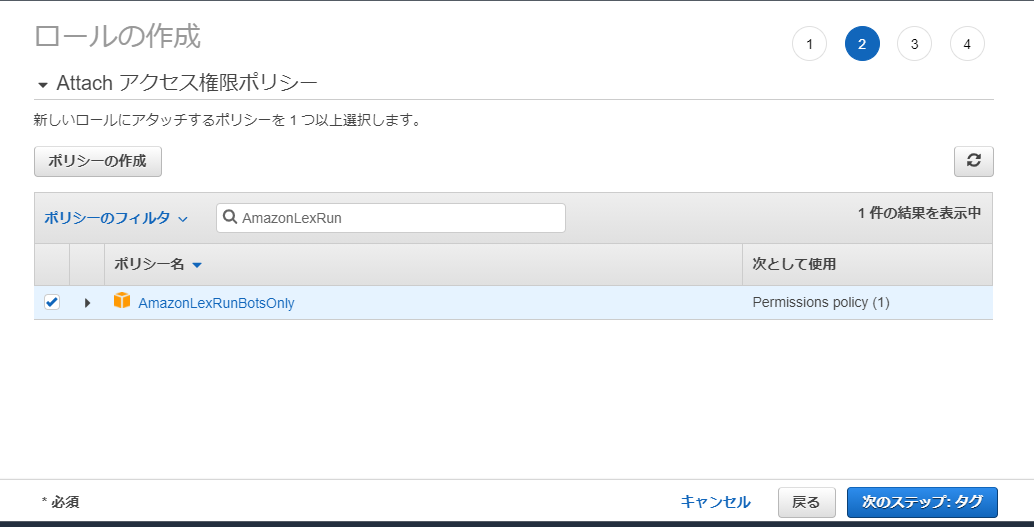 ロールの作成
1 2 3 4
Attach アクセス権限ポリシー
新しいロールにアタッチするポリシーを 1 つ以上選択します。
ポリシーの作成
ポリシーのフィルタ AmazonLexRun 1 件の結果を表示中
ポリシー名 次として使用
AmazonLexRunBotsOnly Permissions policy (1)
* 必須 キャンセル 戻る 次のステップ: タグ